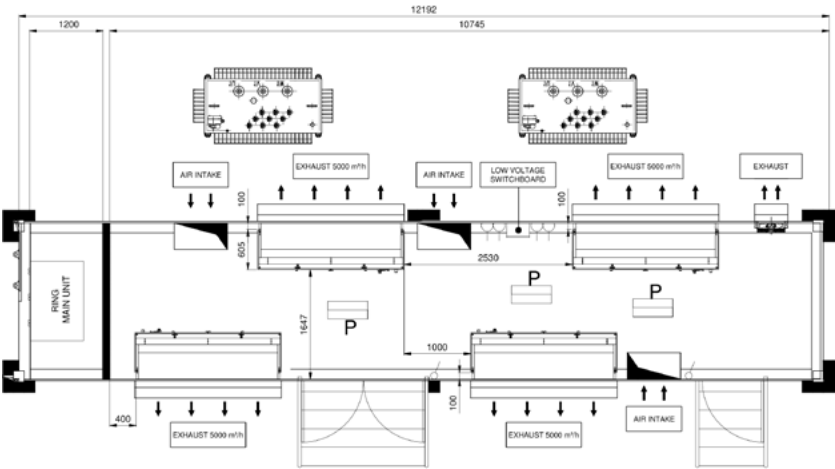 12192
1200
10745
AIR INTAKE
EXHAUST 5000 m³/h
AIR INTAKE
LOW VOLTAGE
SWITCHBOARD
EXHAUST 5000 m³/h
EXHAUST
100
100
605
2530
RING
MAIN UNIT
P
P
P
1647
1000
100
400
EXHAUST 5000 m³/h
EXHAUST 5000 m³/h
AIR INTAKE